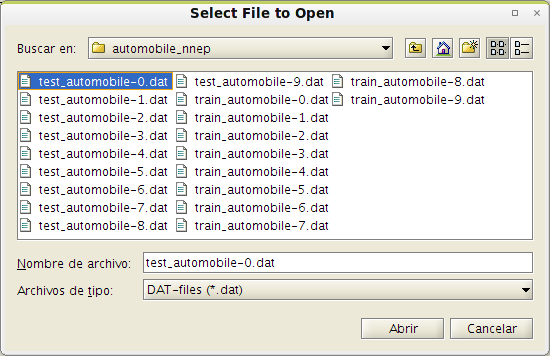 Select File to Open
Buscar en: automobile_nnep
test_automobile-0.dat test_automobile-9.dat train_automobile-8.dat
test_automobile-1.dat train_automobile-0.dat train_automobile-9.dat
test_automobile-2.dat train_automobile-1.dat
test_automobile-3.dat train_automobile-2.dat
test_automobile-4.dat train_automobile-3.dat
test_automobile-5.dat train_automobile-4.dat
test_automobile-6.dat train_automobile-5.dat
test_automobile-7.dat train_automobile-6.dat
test_automobile-8.dat train_automobile-7.dat
Nombre de archivo: test_automobile-0.dat
Archivos de tipo: DAT-files (*.dat)
Abrir Cancelar